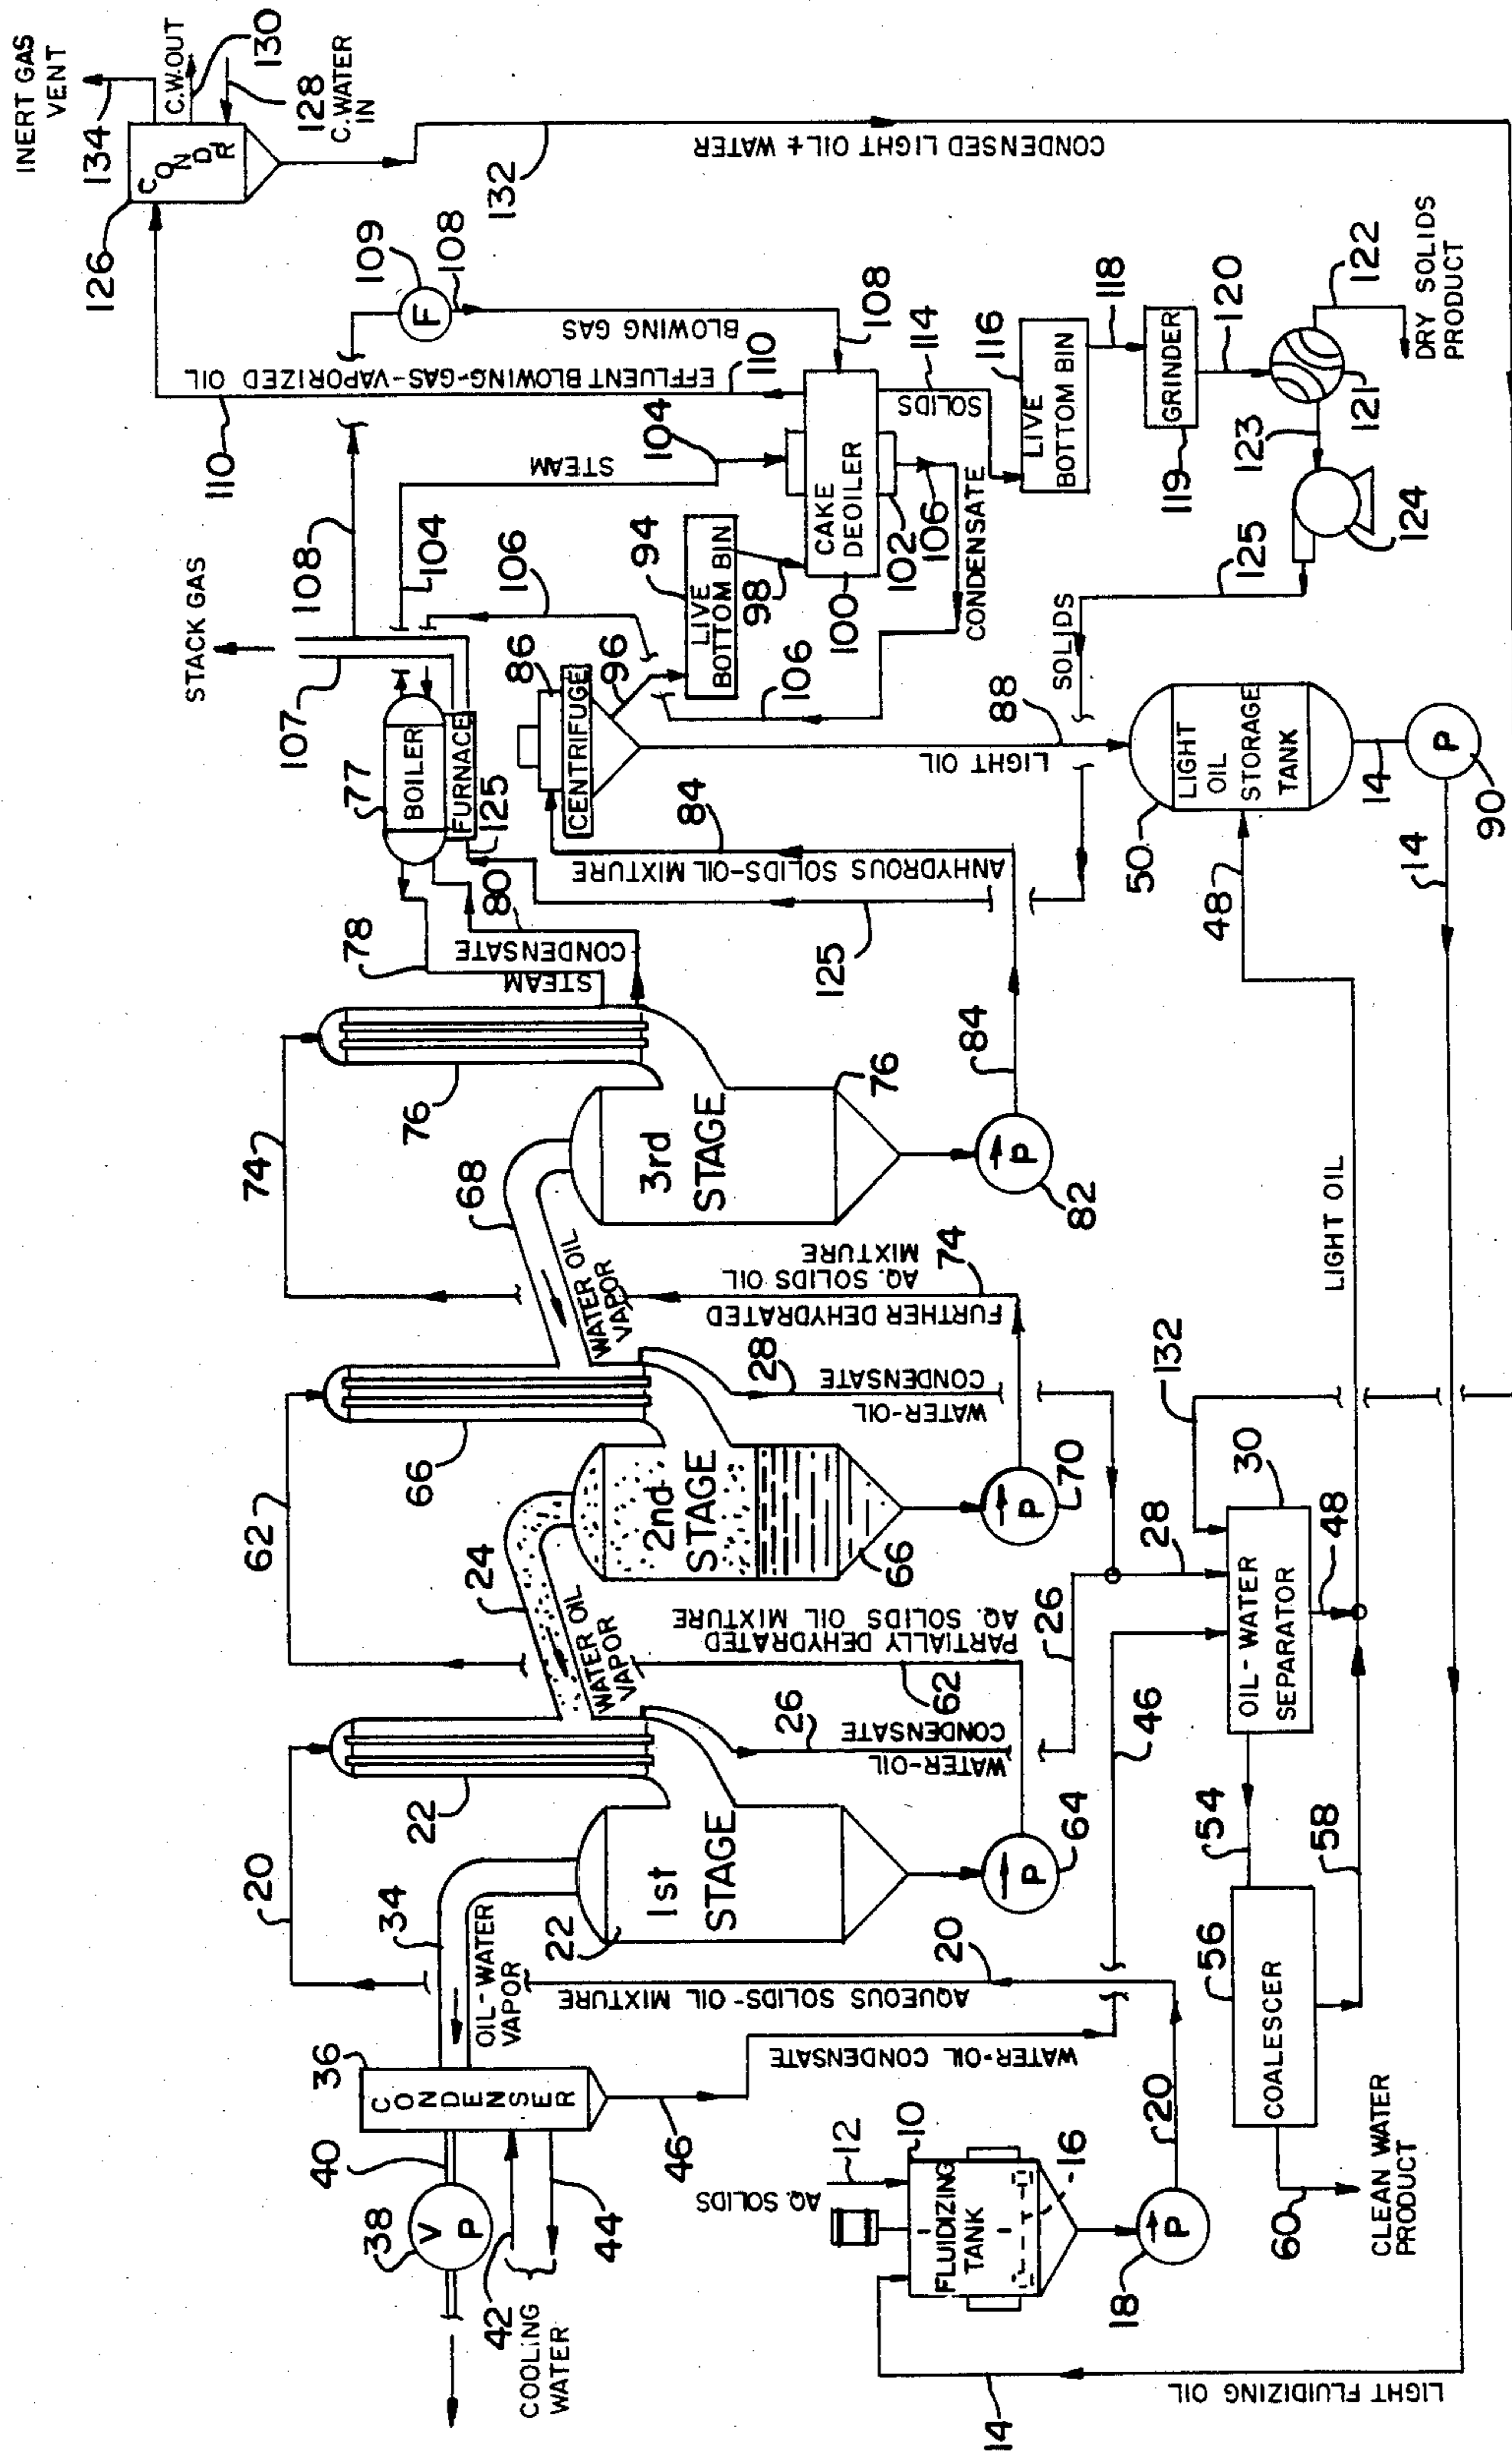 INERT GAS
VENT
134
C.W.OUT
130
128
C. WATER
IN
126
CONDR
132
CONDENSED LIGHT OIL + WATER
109
108
F
BLOWING GAS
108
110
EFFLUENT BLOWING-GAS-VAPORIZED OIL
110
STACK GAS
108
107
104
STEAM
104
106
77
BOILER
FURNACE
125
86
CENTRIFUGE
96
94
LIVE
BOTTOM BIN
98
CAKE
DEOILER
100
102
106
CONDENSATE
106
114
SOLIDS
116
LIVE
BOTTOM BIN
118
GRINDER
119
120
121
122
DRY SOLIDS
PRODUCT
123
124
125
SOLIDS
88
LIGHT OIL
84
ANHYDROUS SOLIDS-OIL MIXTURE
125
LIGHT
OIL
STORAGE
TANK
50
48
14
P
90
14
78
80
CONDENSATE
STEAM
76
74
3rd
STAGE
76
68
WATER OIL
VAPOR
P
82
84
FURTHER DEHYDRATED
AQ. SOLIDS OIL
MIXTURE
74
62
66
2nd
STAGE
66
24
WATER OIL
VAPOR
28
WATER-OIL
CONDENSATE
P
70
PARTIALLY DEHYDRATED
AQ. SOLIDS OIL MIXTURE
62
20
22
1st
STAGE
22
34
OIL-WATER
VAPOR
26
WATER-OIL
CONDENSATE
P
64
26
28
132
30
OIL-WATER
SEPARATOR
48
LIGHT OIL
46
54
56
COALESCER
58
60
CLEAN WATER
PRODUCT
36
CONDENSER
40
38
V
P
42
44
COOLING
WATER
46
WATER-OIL CONDENSATE
20
AQUEOUS SOLIDS-OIL MIXTURE
AQ. SOLIDS
12
10
FLUIDIZING
TANK
16
P
18
20
14
LIGHT FLUIDIZING OIL